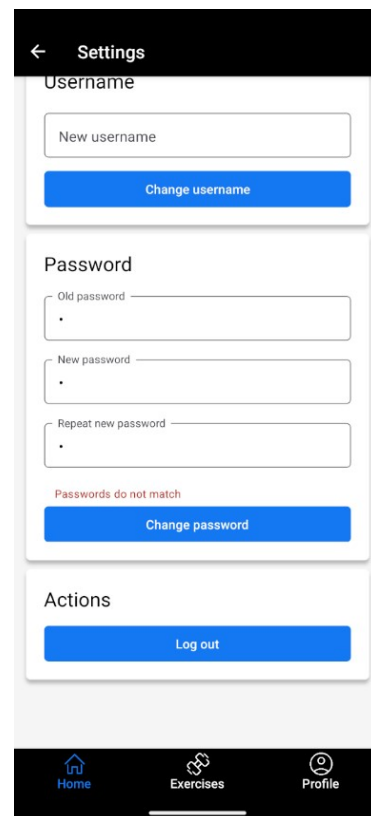 Settings
Username
New username
Change username
Password
Old password
•
New password
•
Repeat new password
•
Passwords do not match
Change password
Actions
Log out
Home Exercises Profile